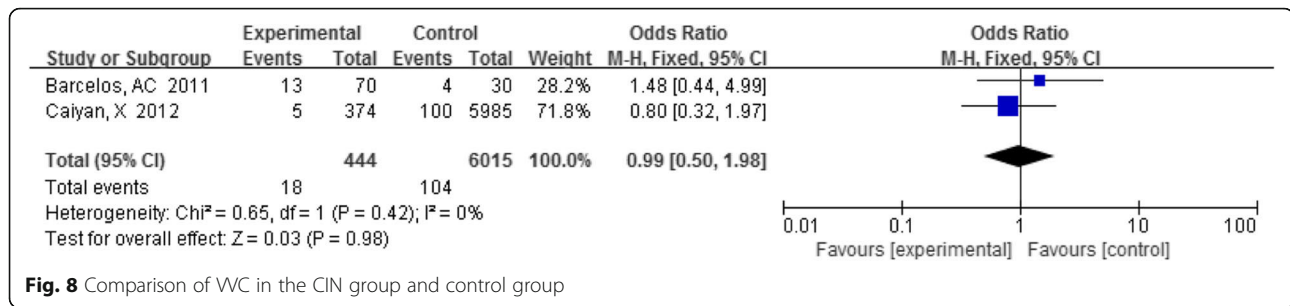 Experimental Control Odds Ratio Odds Ratio
Study or Subgroup Events Total Events Total Weight M-H, Fixed, 95% CI M-H, Fixed, 95% CI
Barcelos, AC 2011 13 70 4 30 28.2% 1.48 [0.44, 4.99]
Caiyan, X 2012 5 374 100 5985 71.8% 0.80 [0.32, 1.97]
Total (95% CI) 444 6015 100.0% 0.99 [0.50, 1.98]
Total events 18 104
Heterogeneity: Chi² = 0.65, df = 1 (P = 0.42); I² = 0%
Test for overall effect: Z = 0.03 (P = 0.98)
0.01 0.1 1 10 100
Favours [experimental] Favours [control]
Fig. 8 Comparison of VVC in the CIN group and control group